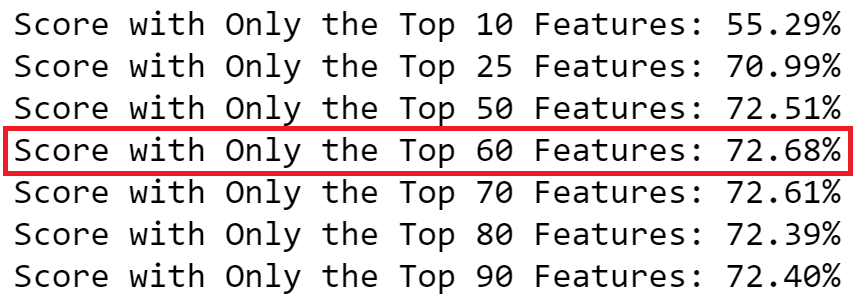 Score with Only the Top 10 Features: 55.29%
Score with Only the Top 25 Features: 70.99%
Score with Only the Top 50 Features: 72.51%
Score with Only the Top 60 Features: 72.68%
Score with Only the Top 70 Features: 72.61%
Score with Only the Top 80 Features: 72.39%
Score with Only the Top 90 Features: 72.40%